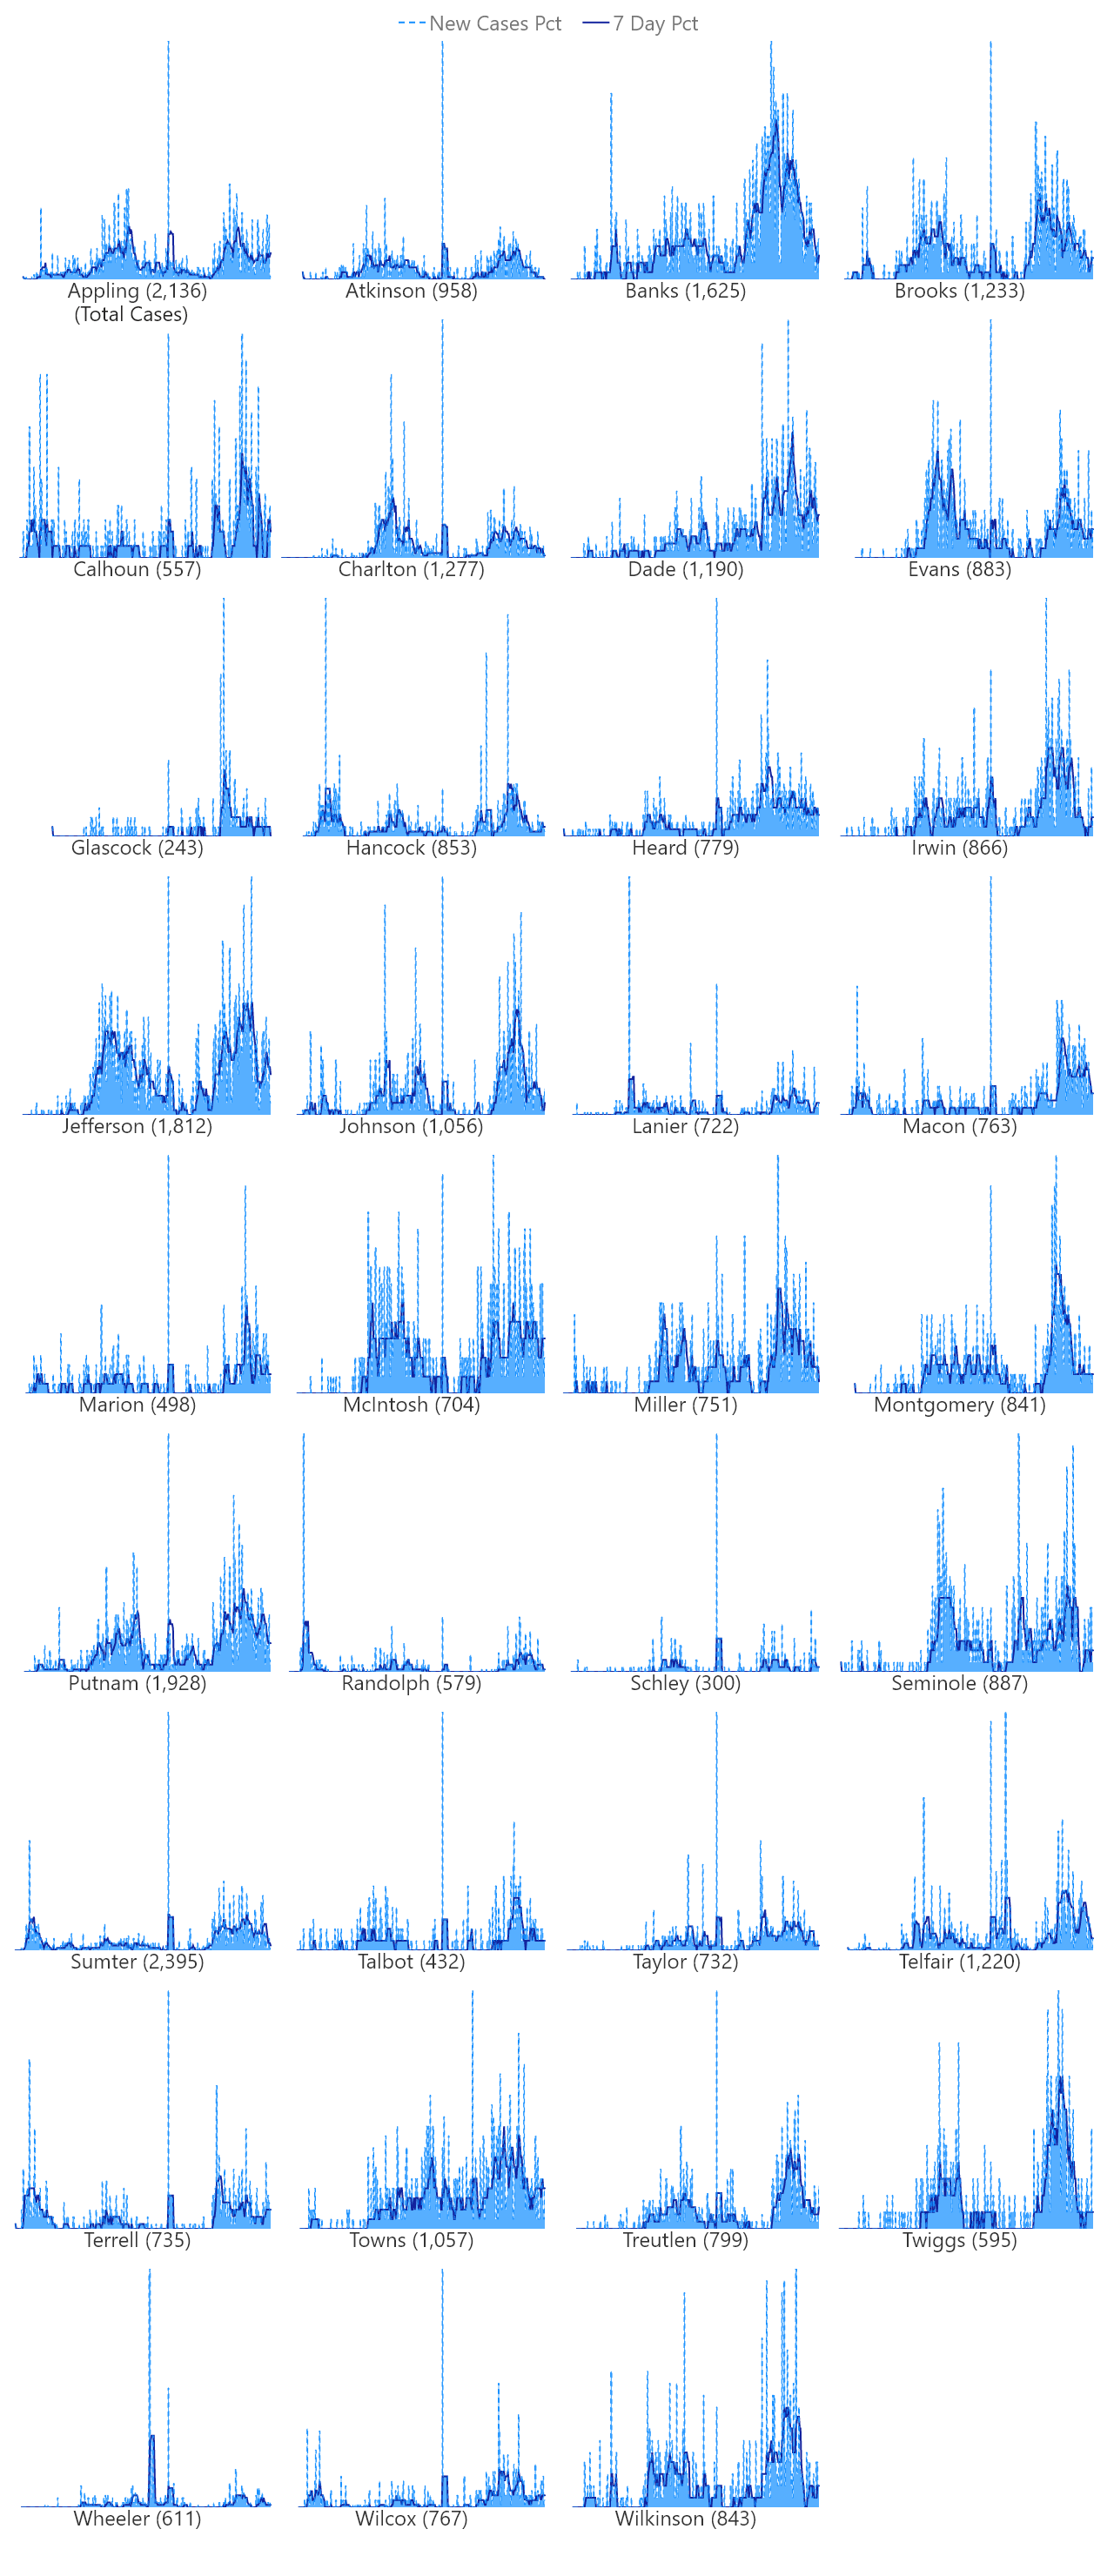 New Cases Pct 7 Day Pct
Appling (2,136) Atkinson (958) Banks (1,625) Brooks (1,233)
(Total Cases)
Calhoun (557) Charlton (1,277) Dade (1,190) Evans (883)
Glascock (243) Hancock (853) Heard (779) Irwin (866)
Jefferson (1,812) Johnson (1,056) Lanier (722) Macon (763)
Marion (498) McIntosh (704) Miller (751) Montgomery (841)
Putnam (1,928) Randolph (579) Schley (300) Seminole (887)
Sumter (2,395) Talbot (432) Taylor (732) Telfair (1,220)
Terrell (735) Towns (1,057) Treutlen (799) Twiggs (595)
Wheeler (611) Wilcox (767) Wilkinson (843)